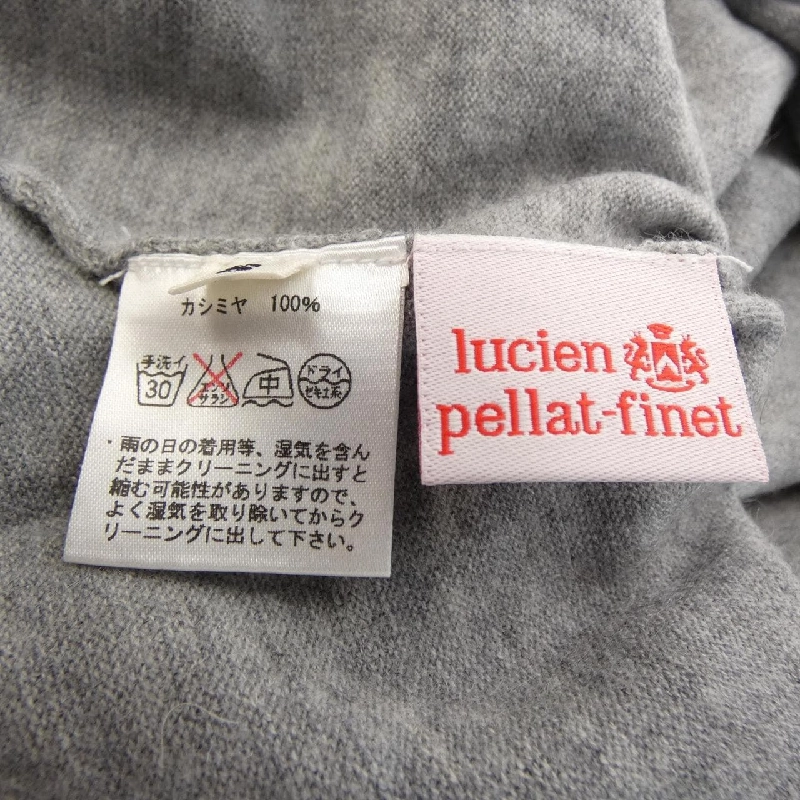 カシミヤ 100%
手洗イ 30 エンソ サラシ 中 ドライ セキユ系
・雨の日の着用等、湿気を含ん
だままクリーニングに出すと
縮む可能性がありますので、
よく湿気を取り除いてからク
リーニングに出して下さい。
lucien
pellat-finet